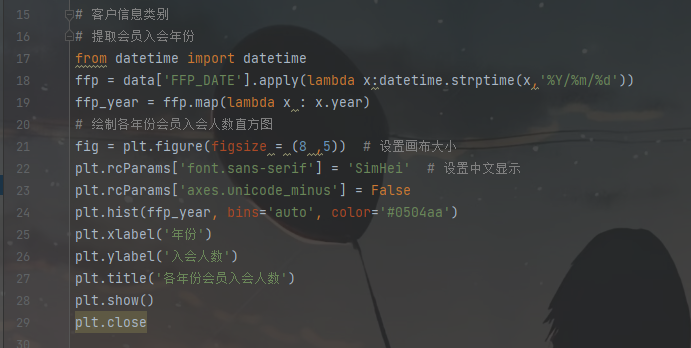 15 # 客户信息类别
16 # 提取会员入会年份
17 from datetime import datetime
18 ffp = data['FFP_DATE'].apply(lambda x:datetime.strptime(x,'%Y/%m/%d'))
19 ffp_year = ffp.map(lambda x : x.year)
20 # 绘制各年份会员入会人数直方图
21 fig = plt.figure(figsize = (8 ,5))  # 设置画布大小
22 plt.rcParams['font.sans-serif'] = 'SimHei'  # 设置中文显示
23 plt.rcParams['axes.unicode_minus'] = False
24 plt.hist(ffp_year, bins='auto', color='#0504aa')
25 plt.xlabel('年份')
26 plt.ylabel('入会人数')
27 plt.title('各年份会员入会人数')
28 plt.show()
29 plt.close
30